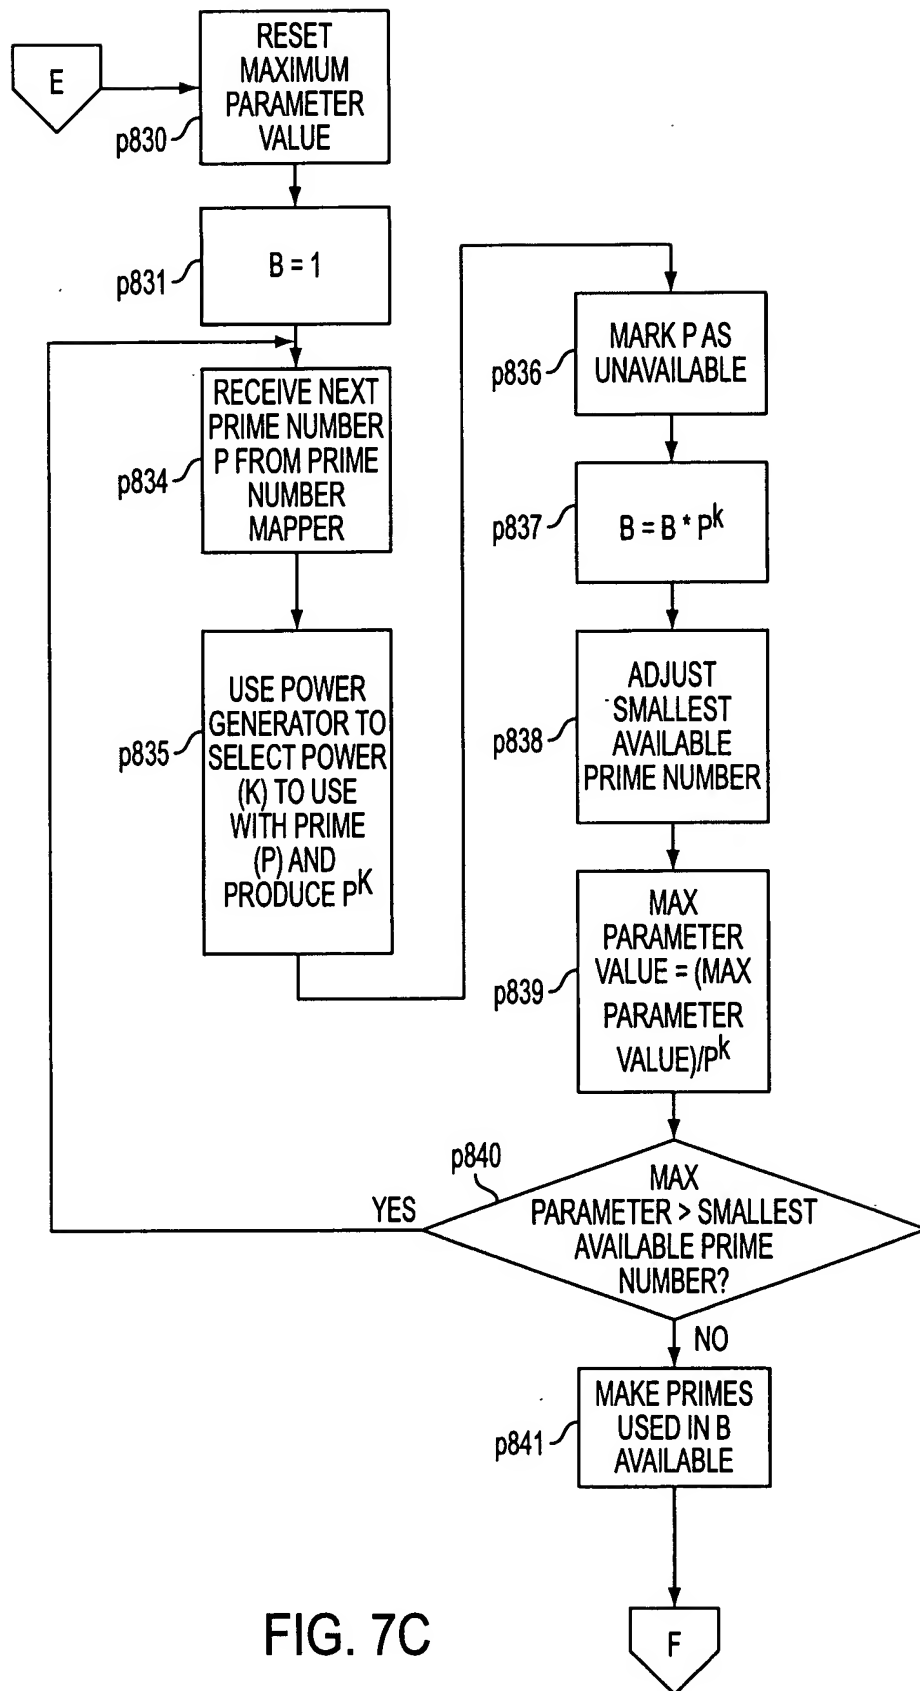 E
RESET
MAXIMUM
PARAMETER
VALUE
p830
B = 1
p831
RECEIVE NEXT
PRIME NUMBER
P FROM PRIME
NUMBER
MAPPER
p834
USE POWER
GENERATOR TO
SELECT POWER
(K) TO USE
WITH PRIME
(P) AND
PRODUCE P^K
p835
MARK P AS
UNAVAILABLE
p836
B = B * P^k
p837
ADJUST
SMALLEST
AVAILABLE
PRIME NUMBER
p838
MAX
PARAMETER
VALUE = (MAX
PARAMETER
VALUE)/P^k
p839
p840
MAX
PARAMETER > SMALLEST
AVAILABLE PRIME
NUMBER?
YES
NO
MAKE PRIMES
USED IN B
AVAILABLE
p841
F
FIG. 7C